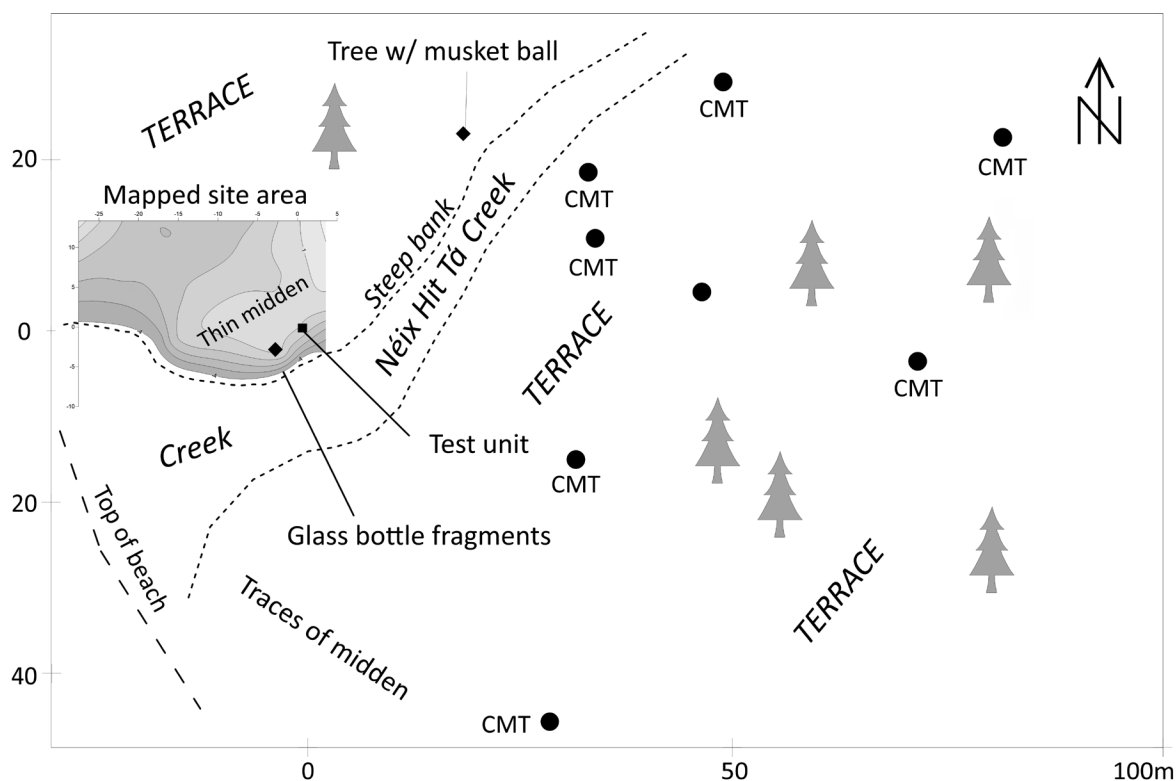 Tree w/ musket ball
TERRACE
CMT
N
20
CMT
CMT
Mapped site area
-25 -20 -15 -10 -5 0 5
10
5
0
-5
-10
Steep bank
Néix Hit Tá Creek
CMT
Thin midden
0
TERRACE
CMT
Creek
Test unit
CMT
20
Top of beach
Glass bottle fragments
TERRACE
Traces of midden
40
CMT
0 50 100m